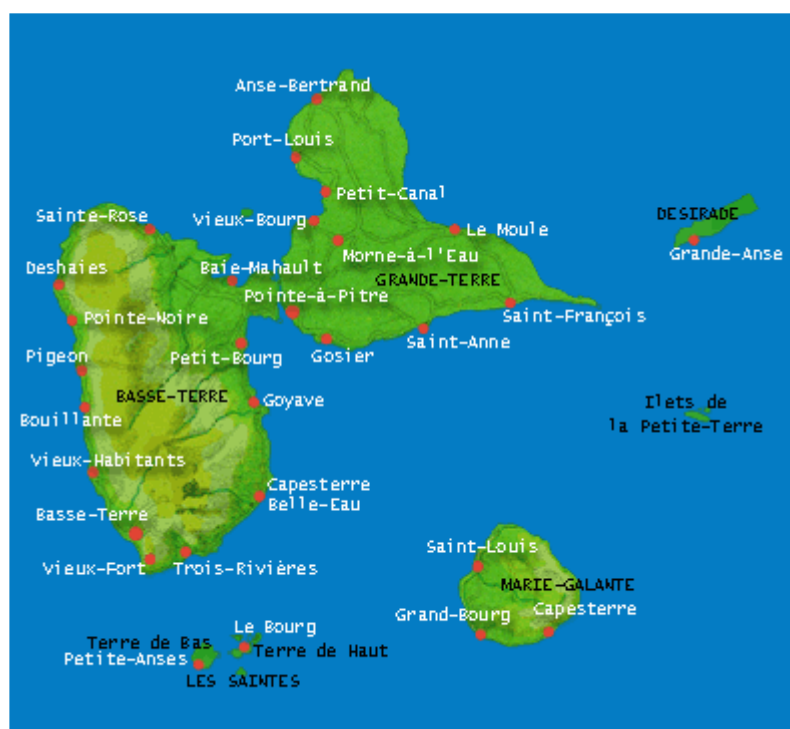 Anse-Bertrand
Port-Louis
Petit-Canal
DESIRADE
Sainte-Rose
Vieux-Bourg
Le Moule
Morne-à-l'Eau
Grande-Anse
Deshaies
Baie-Mahault
GRANDE-TERRE
Pointe-à-Pitre
Saint-François
Pointe-Noire
Saint-Anne
Pigeon
Petit-Bourg
Gosier
BASSE-TERRE
Goyave
Ilets de
la Petite-Terre
Bouillante
Vieux-Habitants
Capesterre
Belle-Eau
Basse-Terre
Saint-Louis
Vieux-Fort
Trois-Rivières
MARIE-GALANTE
Grand-Bourg
Capesterre
Le Bourg
Terre de Bas
Terre de Haut
Petite-Anses
LES SAINTES